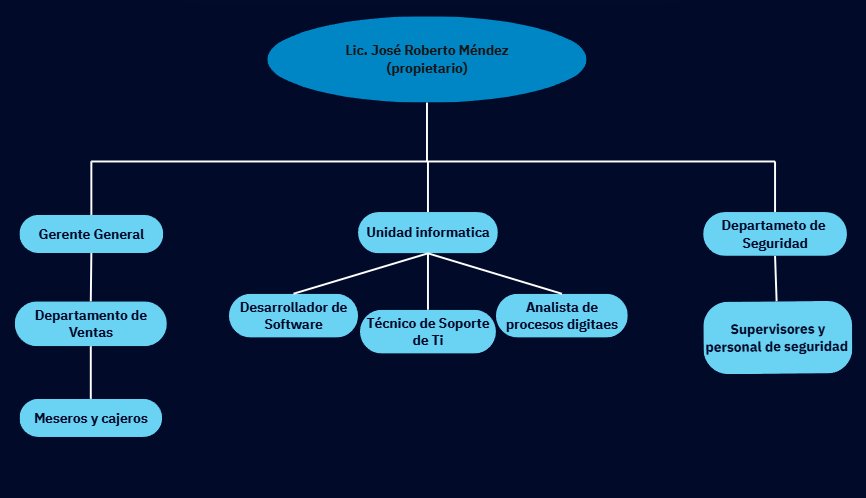 Lic. José Roberto Méndez
(propietario)
Gerente General
Unidad informatica
Departameto de
Seguridad
Departamento de
Ventas
Desarrollador de
Software
Técnico de Soporte
de Ti
Analista de
procesos digitaes
Supervisores y
personal de seguridad
Meseros y cajeros